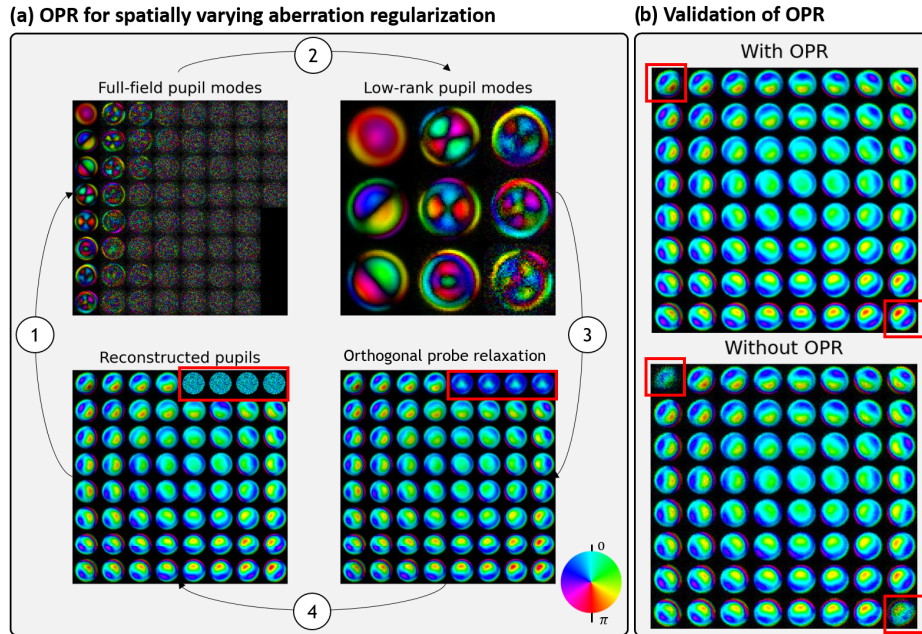 (a) OPR for spatially varying aberration regularization
(b) Validation of OPR
2
Full-field pupil modes
Low-rank pupil modes
1
3
Reconstructed pupils
Orthogonal probe relaxation
0
π
4
With OPR
Without OPR